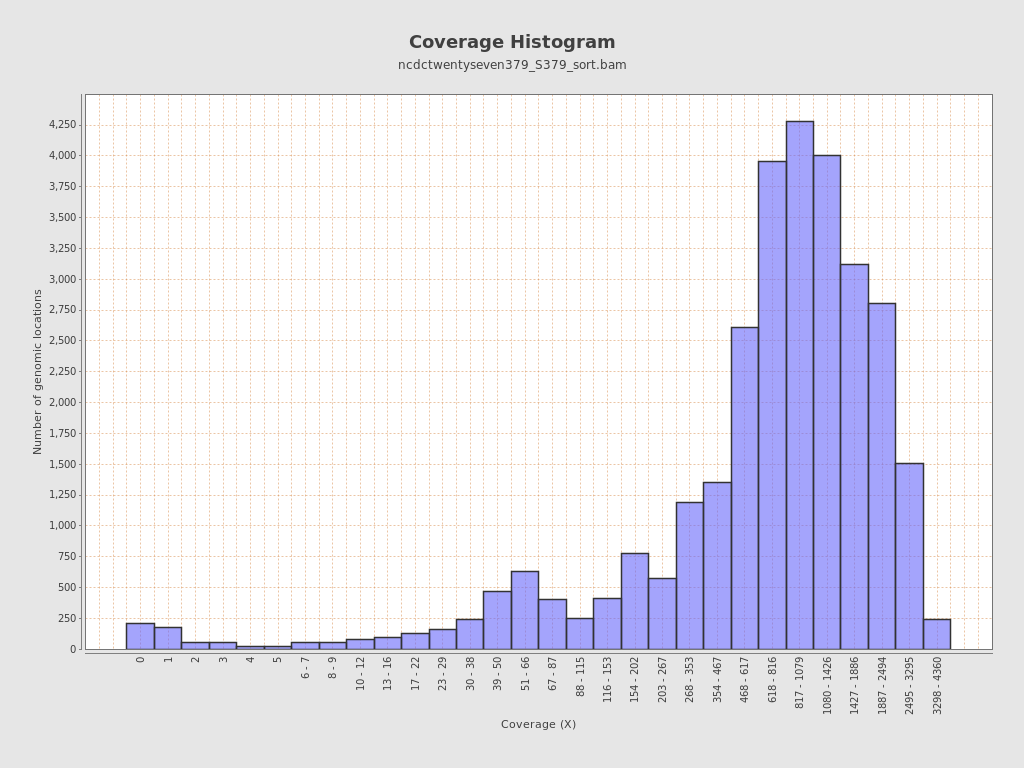 Coverage Histogram
ncdctwentyseven379_S379_sort.bam
Number of genomic locations
4,250
4,000
3,750
3,500
3,250
3,000
2,750
2,500
2,250
2,000
1,750
1,500
1,250
1,000
750
500
250
0
0
1
2
3
4
5
6 - 7
8 - 9
10 - 12
13 - 16
17 - 22
23 - 29
30 - 38
39 - 50
51 - 66
67 - 87
88 - 115
116 - 153
154 - 202
203 - 267
268 - 353
354 - 467
468 - 617
618 - 816
817 - 1079
1080 - 1426
1427 - 1886
1887 - 2494
2495 - 3295
3298 - 4360
Coverage (X)